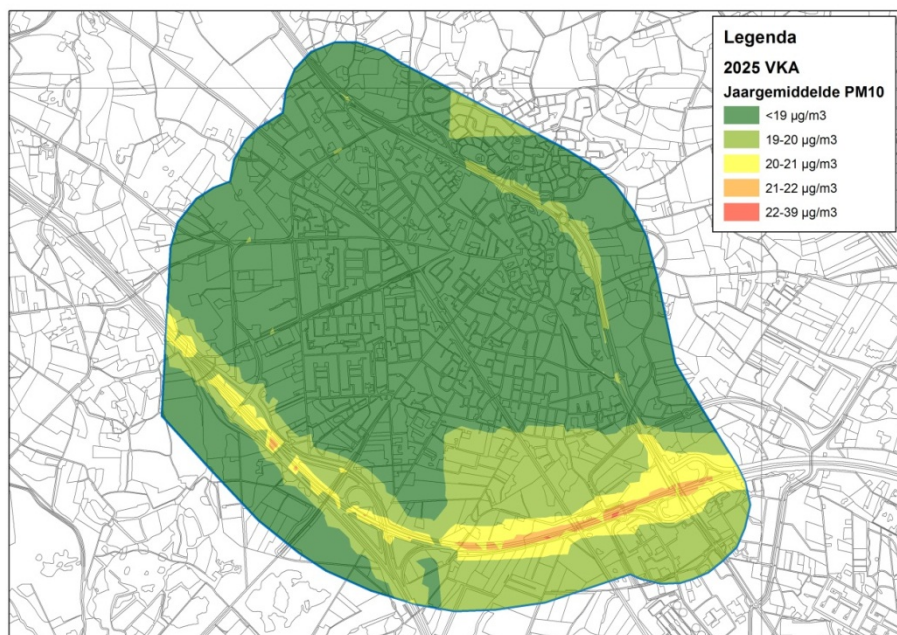 Legenda
2025 VKA
Jaargemiddelde PM10
<19 µg/m3
19-20 µg/m3
20-21 µg/m3
21-22 µg/m3
22-39 µg/m3